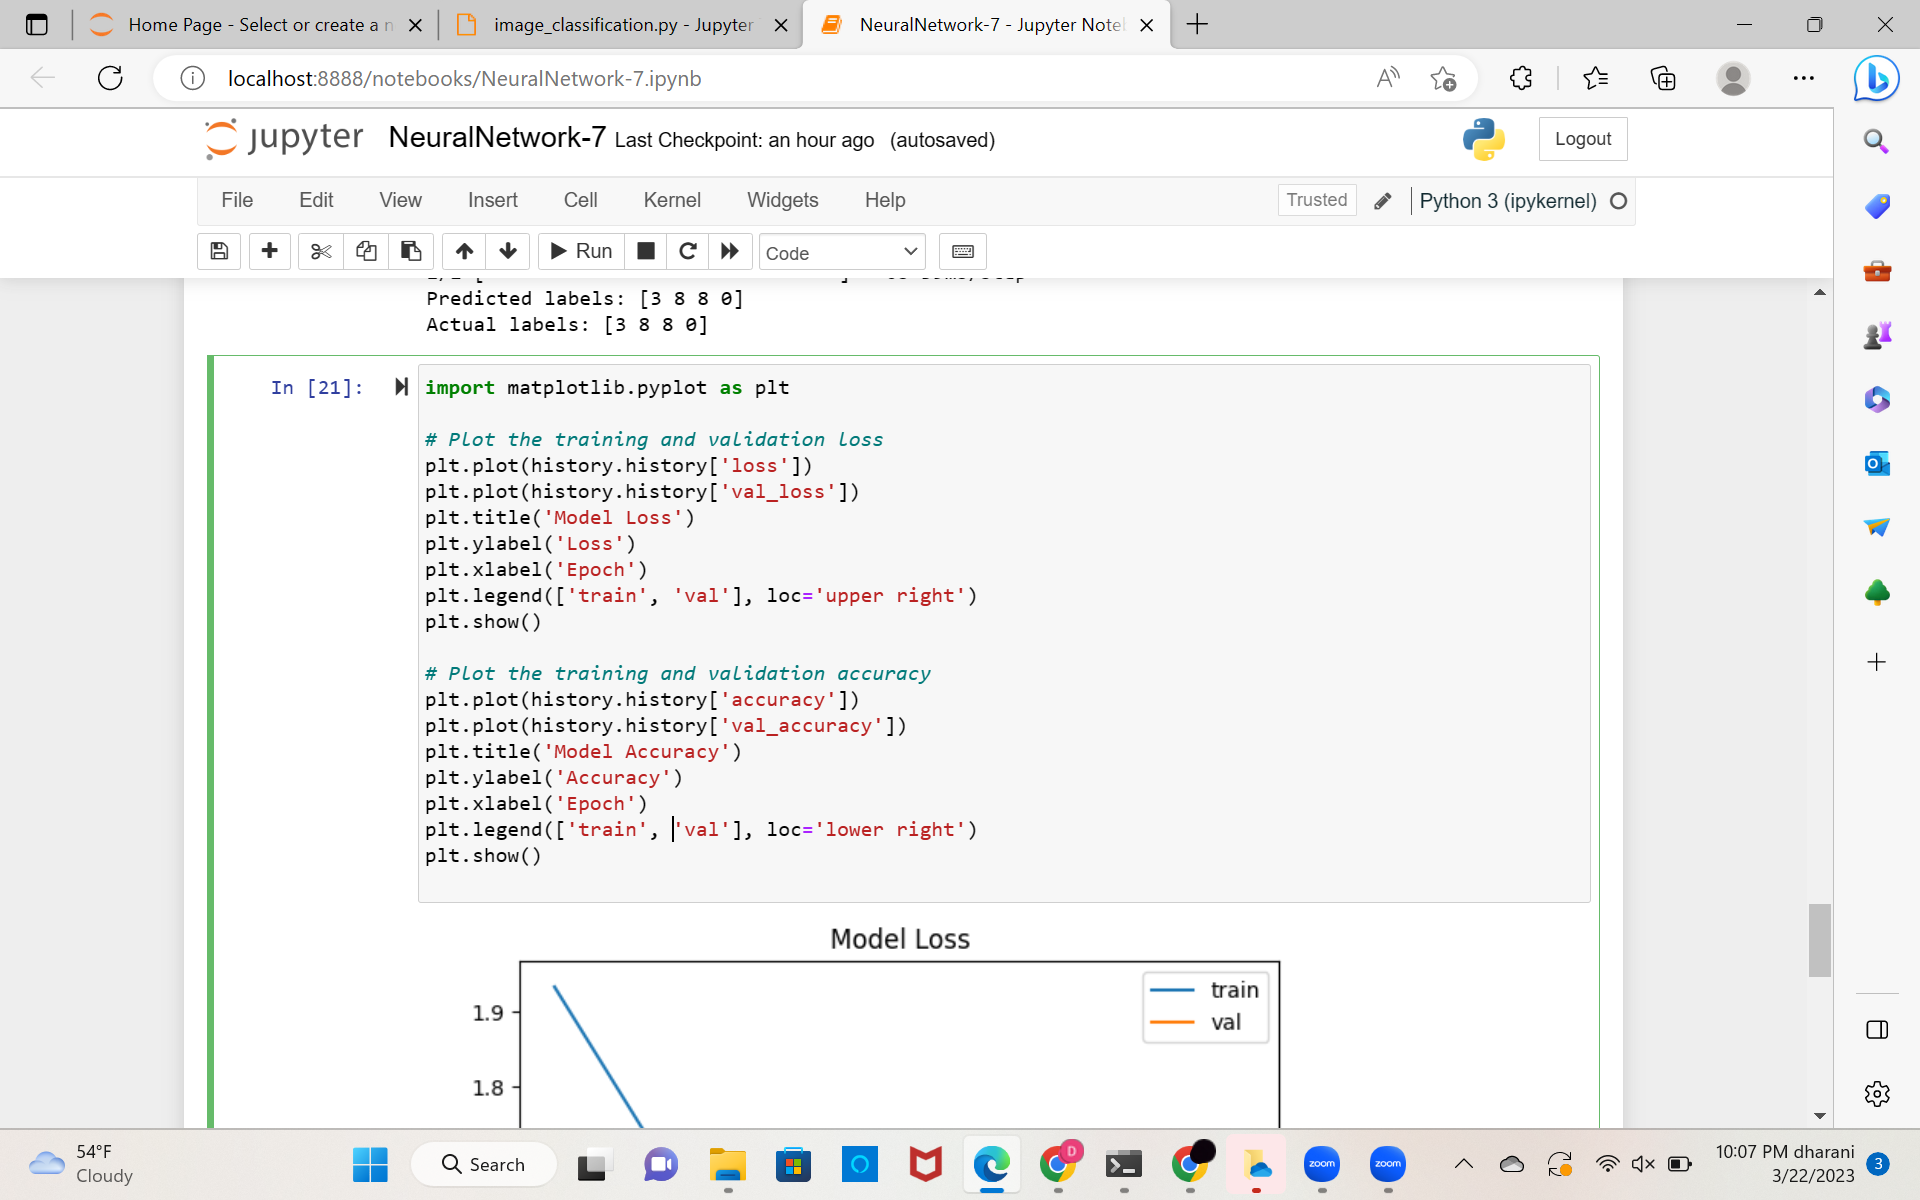 Home Page - Select or create a n
image_classification.py - Jupyter
NeuralNetwork-7 - Jupyter Note
localhost:8888/notebooks/NeuralNetwork-7.ipynb
jupyter NeuralNetwork-7 Last Checkpoint: an hour ago (autosaved)
Logout
File Edit View Insert Cell Kernel Widgets Help
Trusted
Python 3 (ipykernel)
Run
Code
Predicted labels: [3 8 8 0]
Actual labels: [3 8 8 0]
In [21]:
import matplotlib.pyplot as plt
# Plot the training and validation loss
plt.plot(history.history['loss'])
plt.plot(history.history['val_loss'])
plt.title('Model Loss')
plt.ylabel('Loss')
plt.xlabel('Epoch')
plt.legend(['train', 'val'], loc='upper right')
plt.show()
# Plot the training and validation accuracy
plt.plot(history.history['accuracy'])
plt.plot(history.history['val_accuracy'])
plt.title('Model Accuracy')
plt.ylabel('Accuracy')
plt.xlabel('Epoch')
plt.legend(['train', 'val'], loc='lower right')
plt.show()
Model Loss
train
val
1.9
1.8
54°F
Cloudy
Search
D
zoom
zoom
10:07 PM dharani
3/22/2023
3